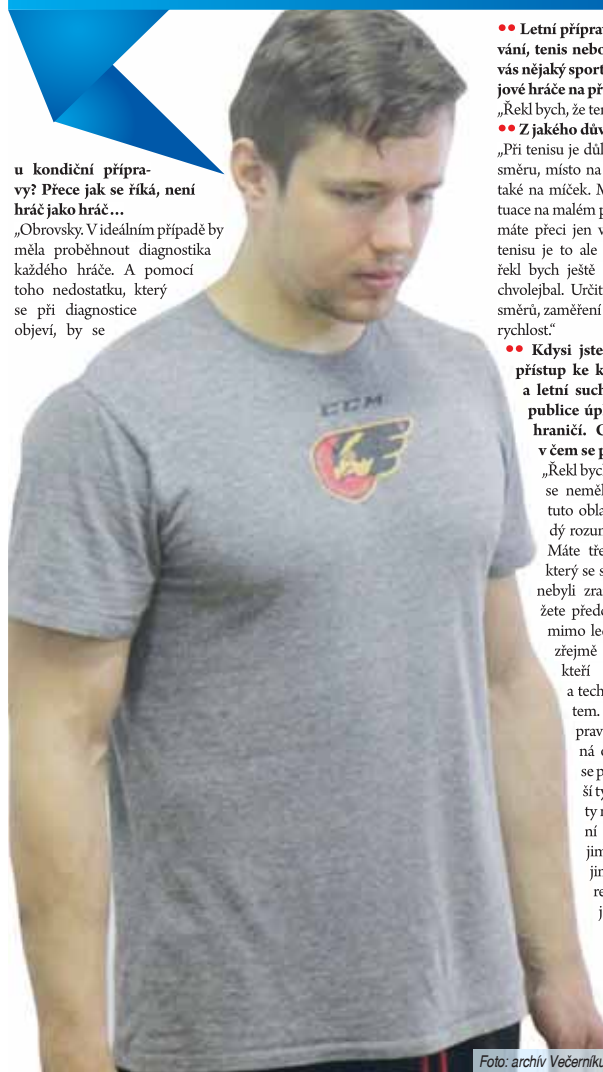 u kondiční přípra-
vy? Přece jak se říká, není
hráč jako hráč…
„Obrovsky. V ideálním případě by
měla proběhnout diagnostika
každého hráče. A pomocí
toho nedostatku, který
se při diagnostice
objeví, by se
CCM
•• Letní příprav
vání, tenis nebo
vás nějaký sport
jové hráče na př
„Řekl bych, že ten
•• Z jakého dův
„Při tenisu je důl
směru, místo na
také na míček. M
tuace na malém p
máte přeci jen v
tenisu je to ale
řekl bych ještě
chvolejbal. Určit
směrů, zaměření
rychlost.“
•• Kdysi jste
přístup ke k
a letní such
publice úp
hraničí. C
v čem se p
„Řekl bych
se neměl
tuto obla
dý rozum
Máte tře
který se s
nebyli zra
žete předc
mimo led
zřejmě
kteří
a tech
tem.
prav
ná
se p
ší ty
ty
ní
jim
jin
re
j
Foto: archív Večerníku